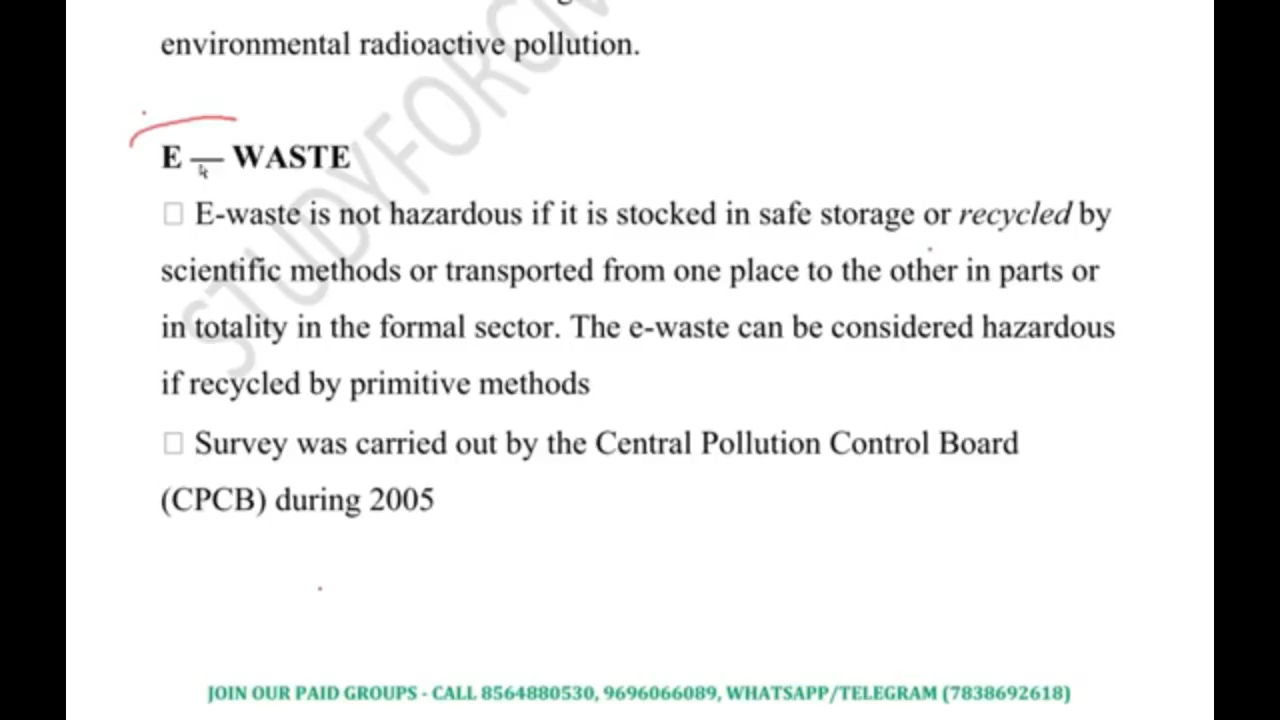 environmental radioactive pollution.
E — WASTE
E-waste is not hazardous if it is stocked in safe storage or recycled by
scientific methods or transported from one place to the other in parts or
in totality in the formal sector. The e-waste can be considered hazardous
if recycled by primitive methods
Survey was carried out by the Central Pollution Control Board
(CPCB) during 2005
STUDYFORCIV
JOIN OUR PAID GROUPS - CALL 8564880530, 9696066089, WHATSAPP/TELEGRAM (7838692618)